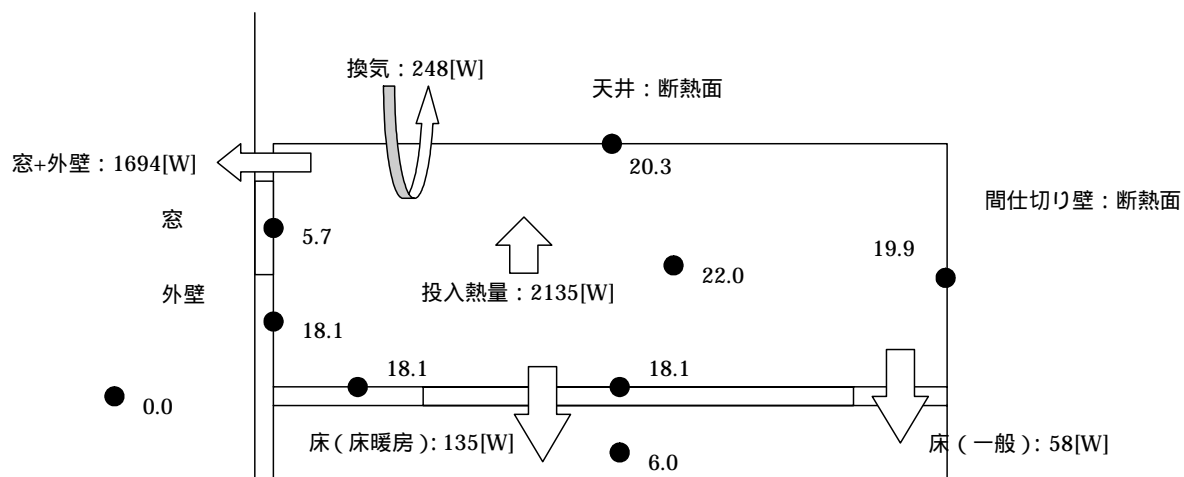 換気：248[W]
天井：断熱面
窓+外壁：1694[W]
20.3
間仕切り壁：断熱面
窓
5.7
19.9
22.0
外壁
投入熱量：2135[W]
18.1
18.1
18.1
0.0
床（床暖房）: 135[W]
床（一般）: 58[W]
6.0